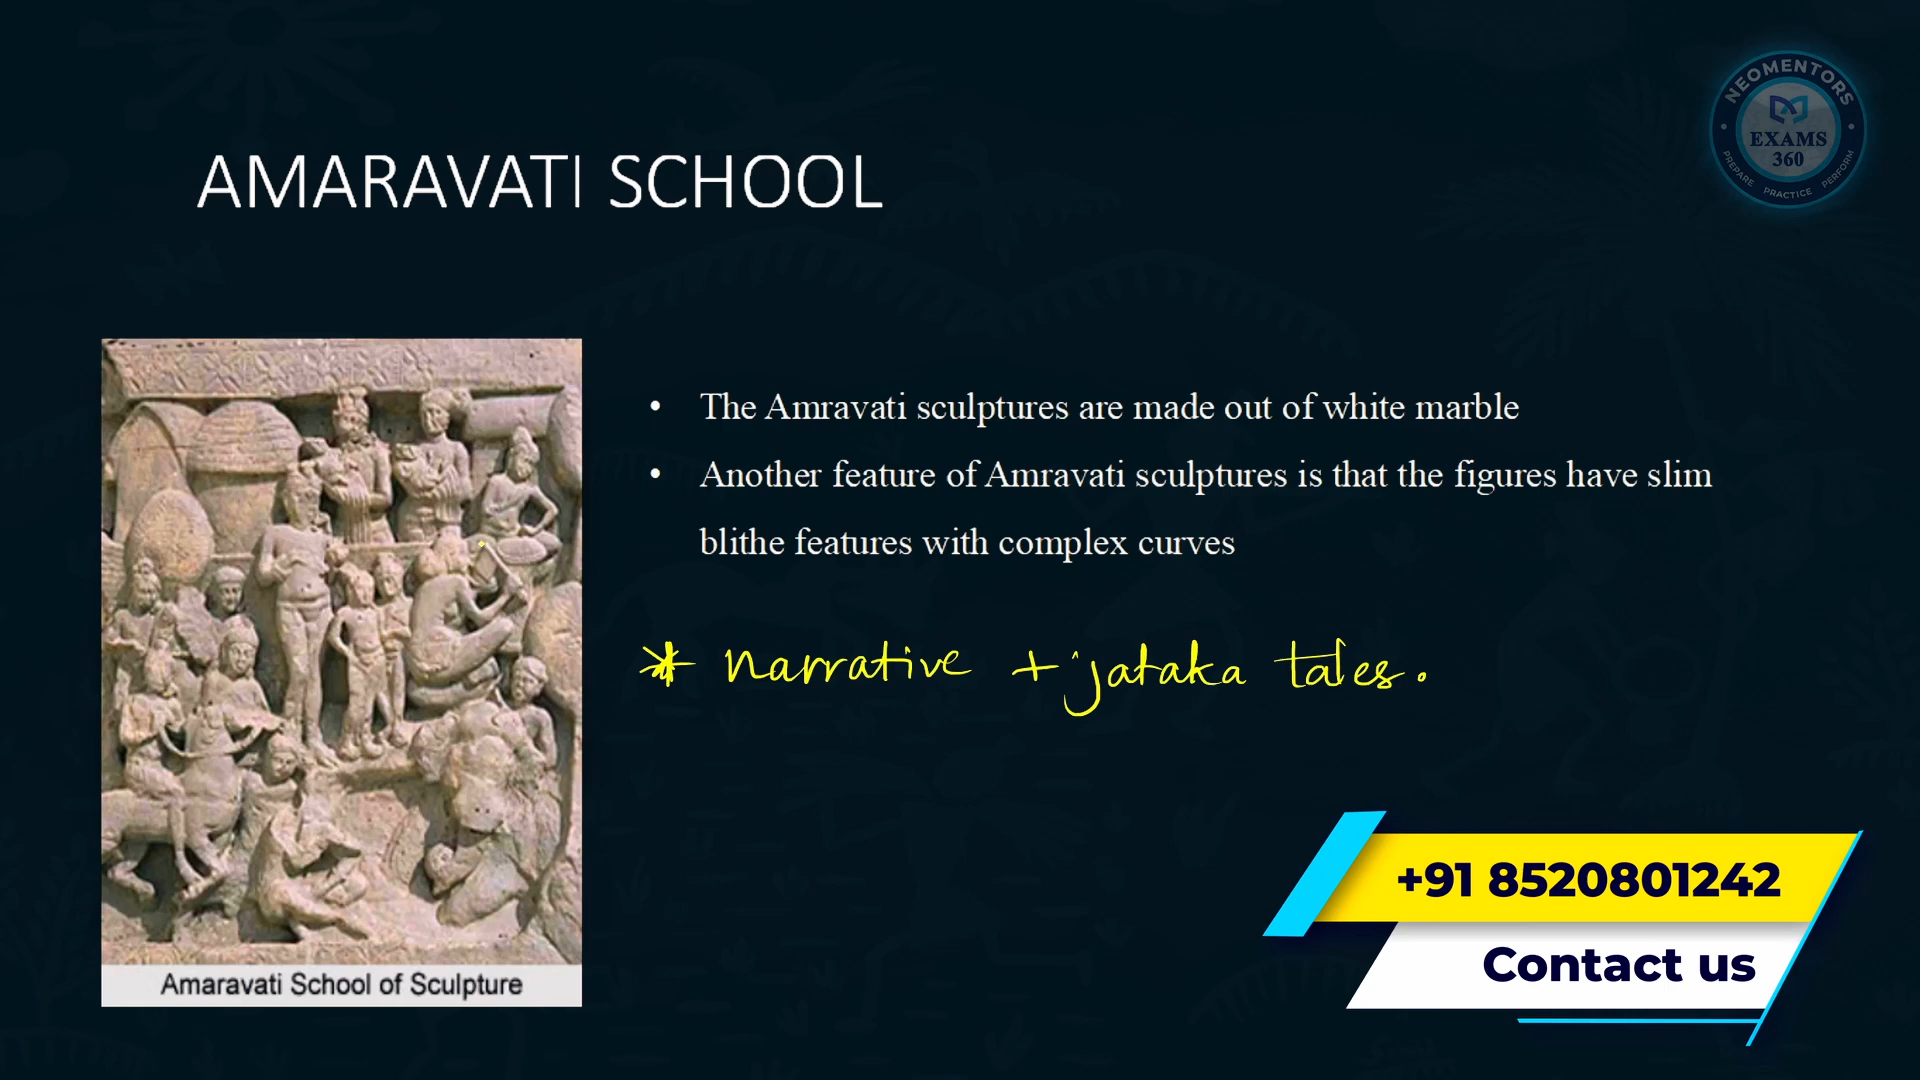 NEOMENTORS
EXAMS
360
PREPARE PRACTICE PERFORM
AMARAVATI SCHOOL
• The Amravati sculptures are made out of white marble
• Another feature of Amravati sculptures is that the figures have slim
blithe features with complex curves
* narrative + jataka tales.
Amaravati School of Sculpture
+91 8520801242
Contact us